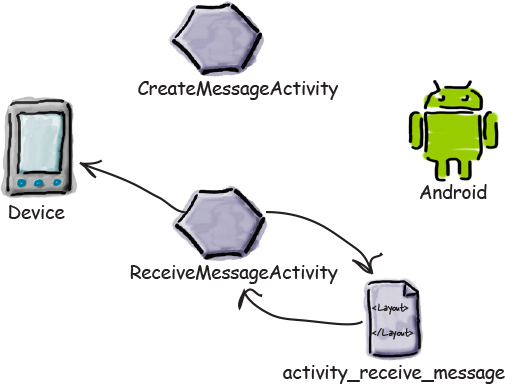 CreateMessageActivity
Device
Android
ReceiveMessageActivity
<Layout>
</Layout>
activity_receive_message